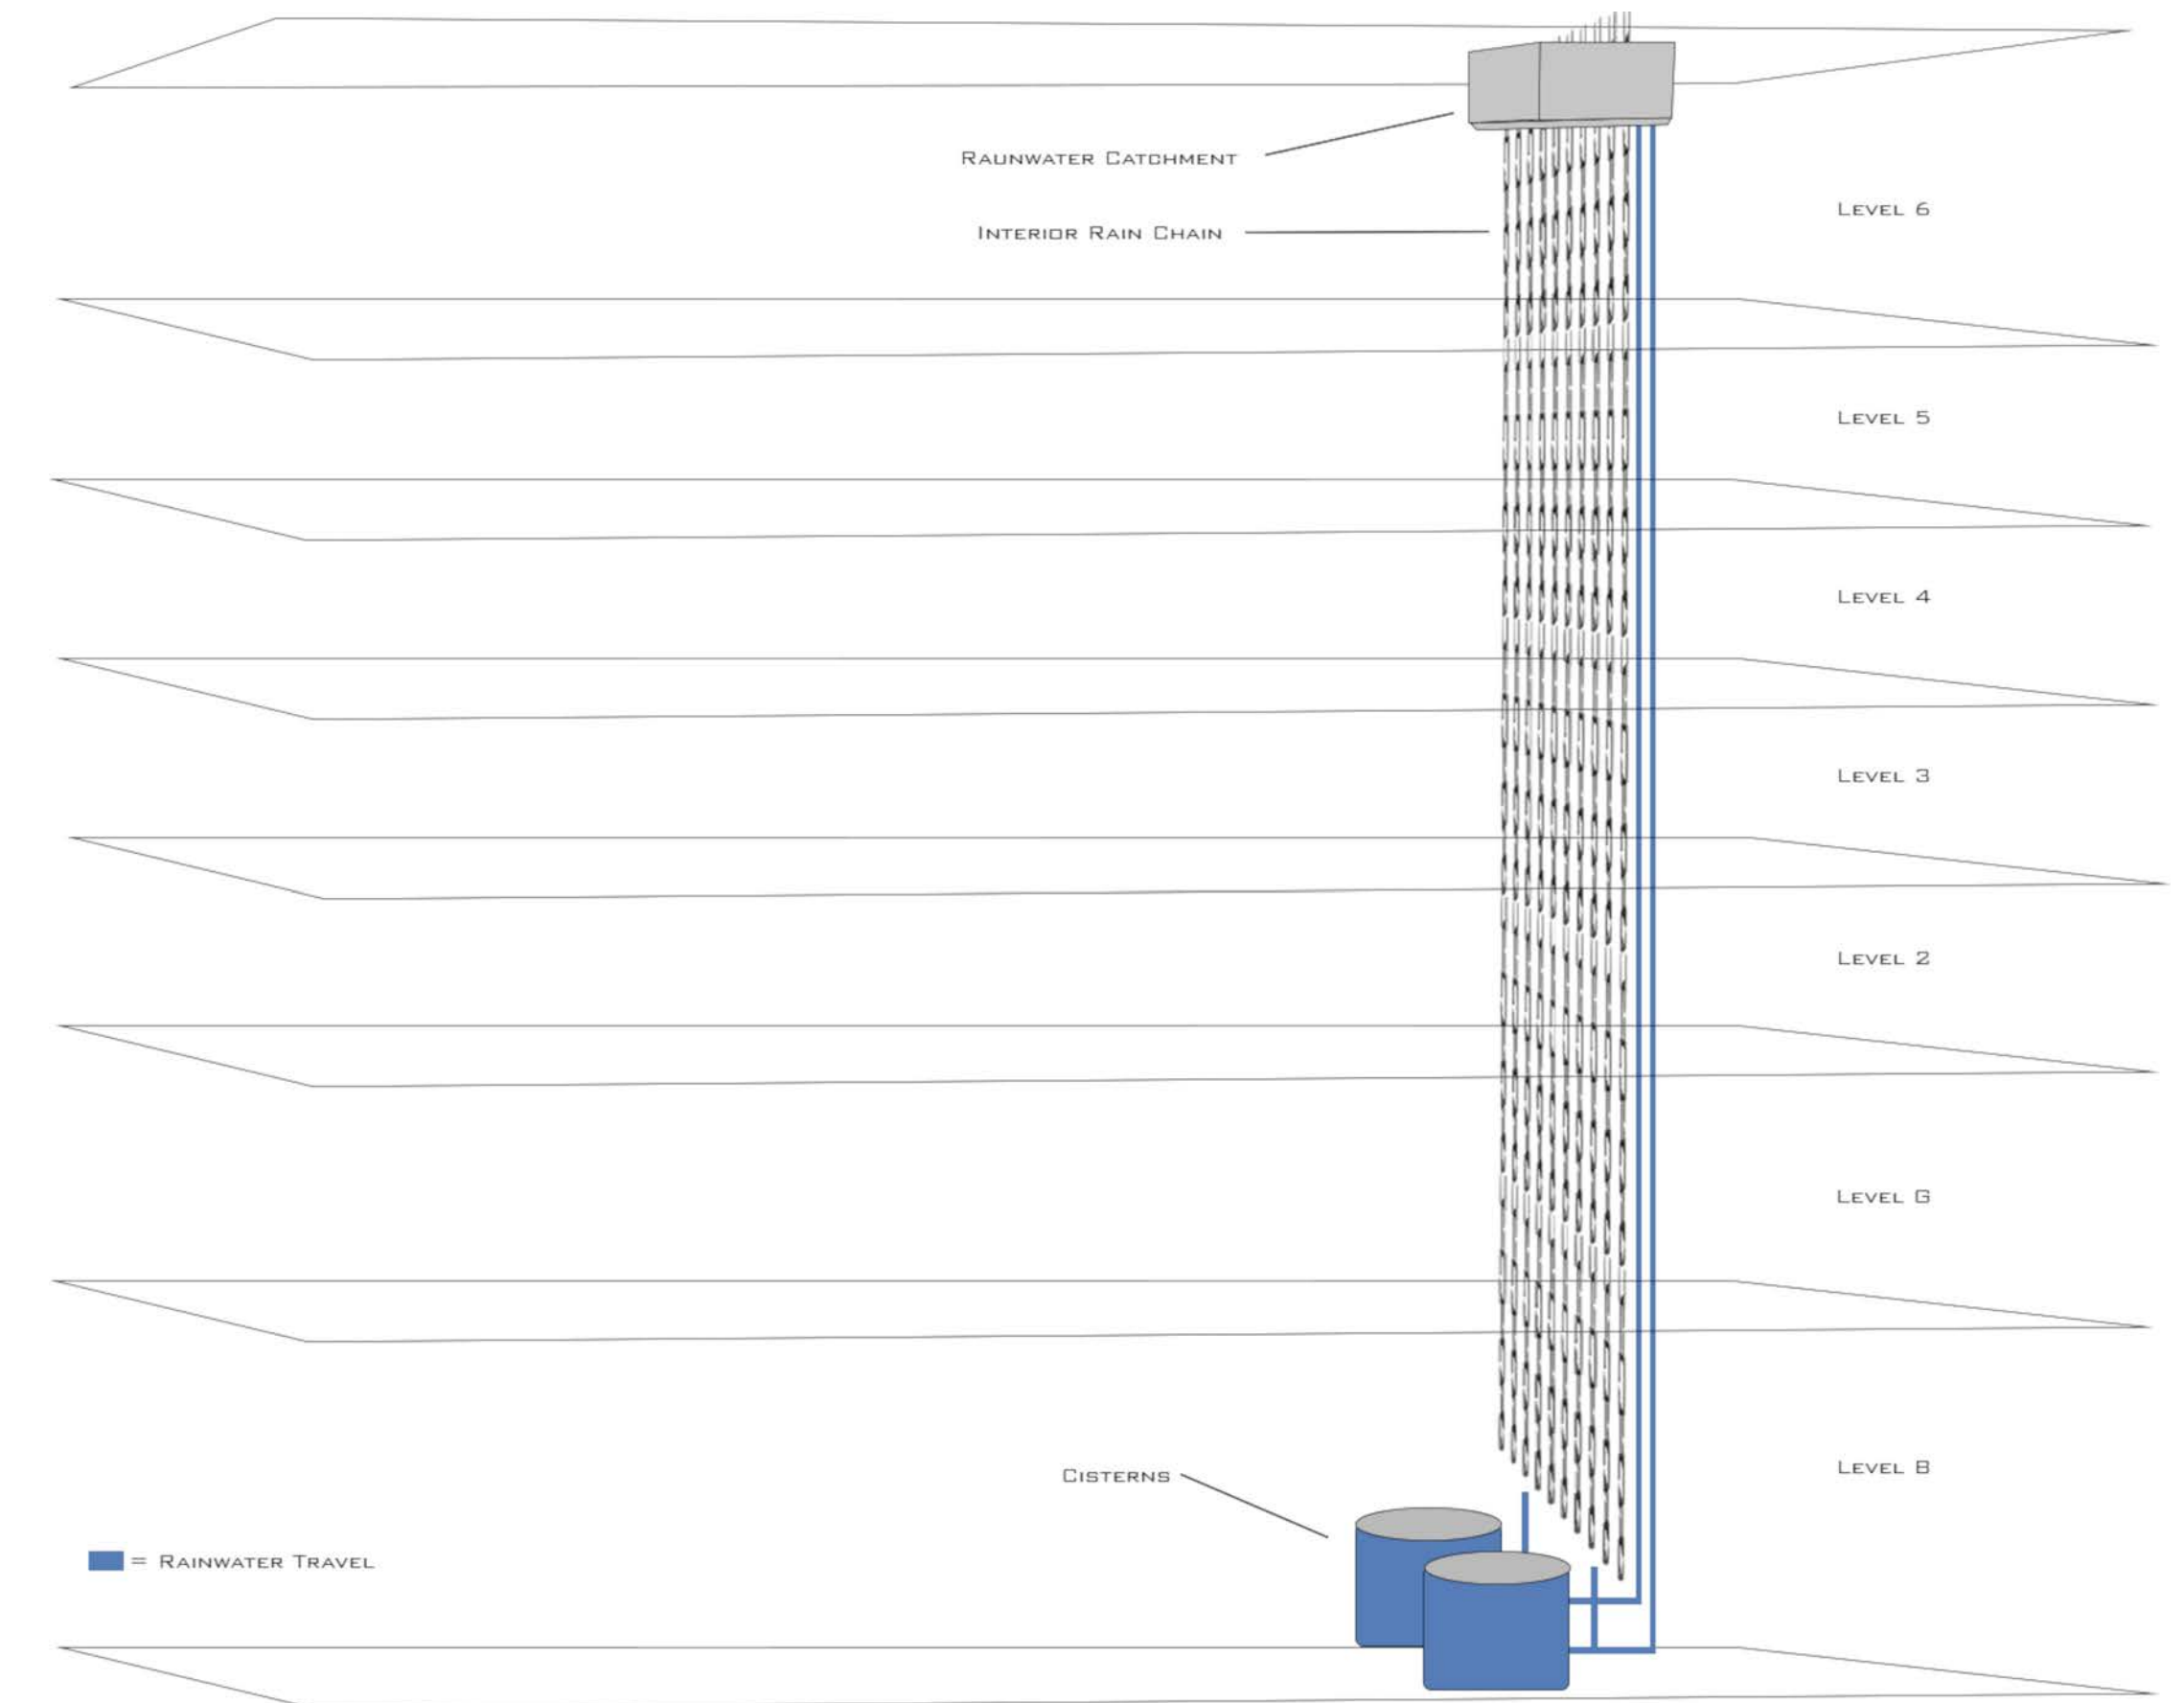 Raunwater Catchment
Interior Rain Chain
Level 6
Level 5
Level 4
Level 3
Level 2
Level G
Level B
Cisterns
= Rainwater Travel